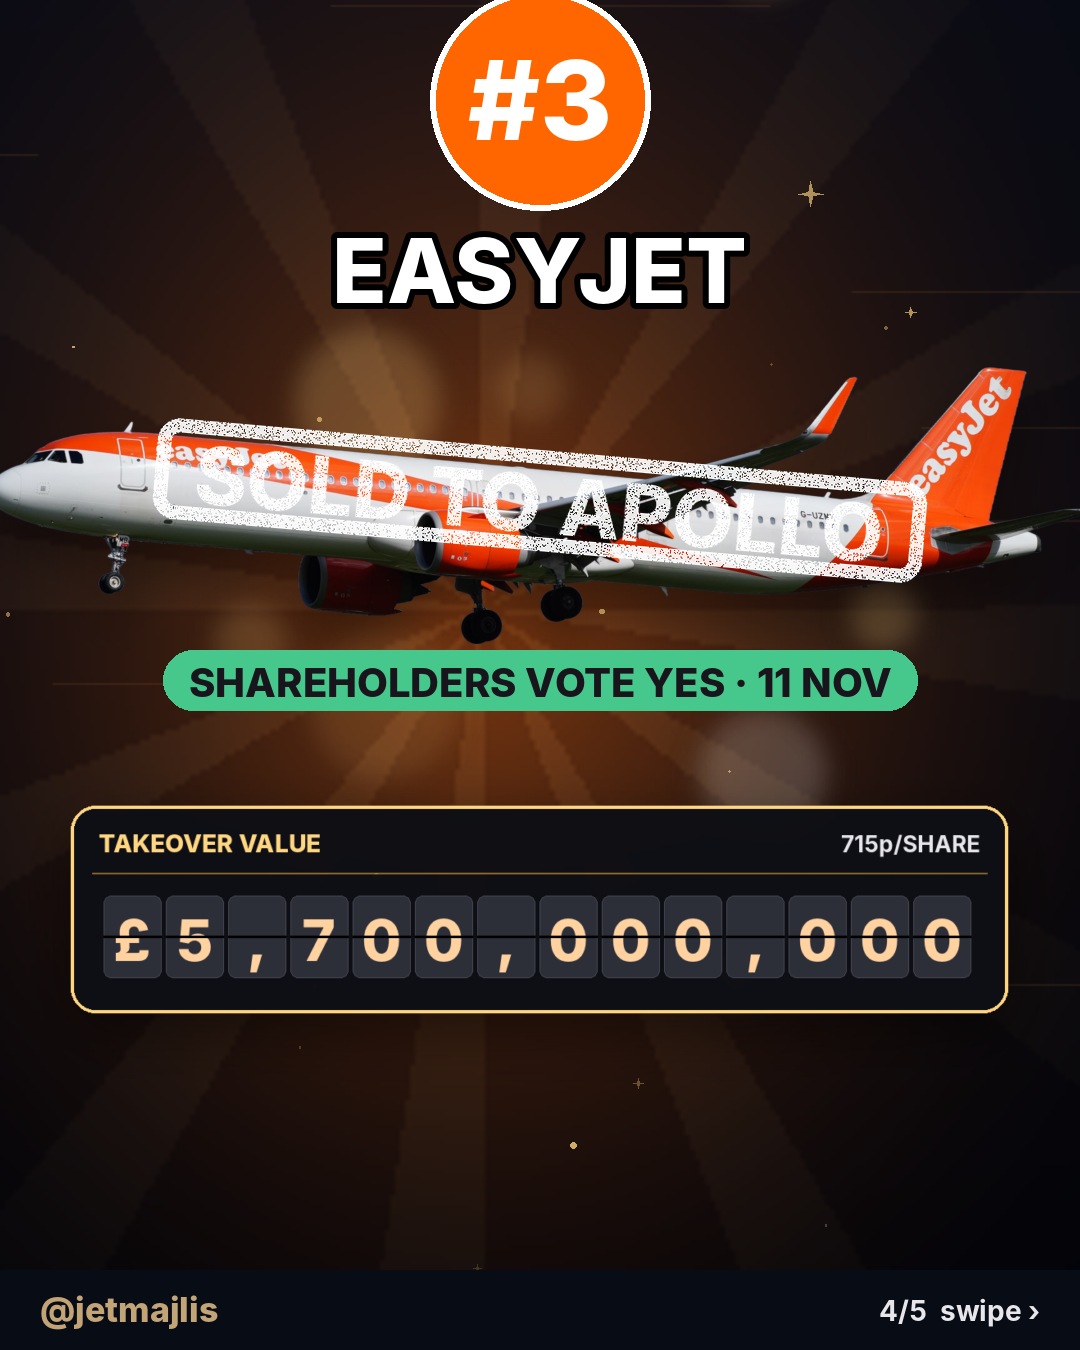 #3
EASYJET
easyJet
easyJet
SOLD TO APOLLO
SHAREHOLDERS VOTE YES · 11 NOV
TAKEOVER VALUE
715p/SHARE
£5,700,000,000
@jetmajlis
4/5 swipe ›